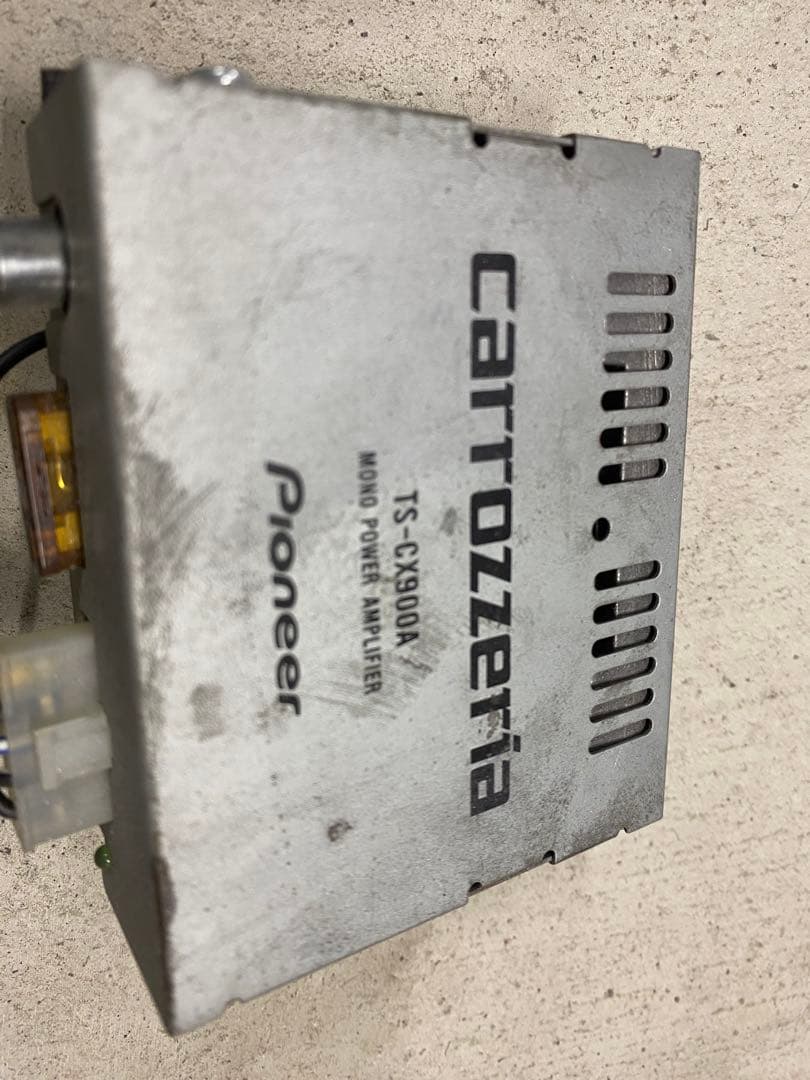 carrozzeria
TS-CX900A
MONO POWER AMPLIFIER
Pioneer